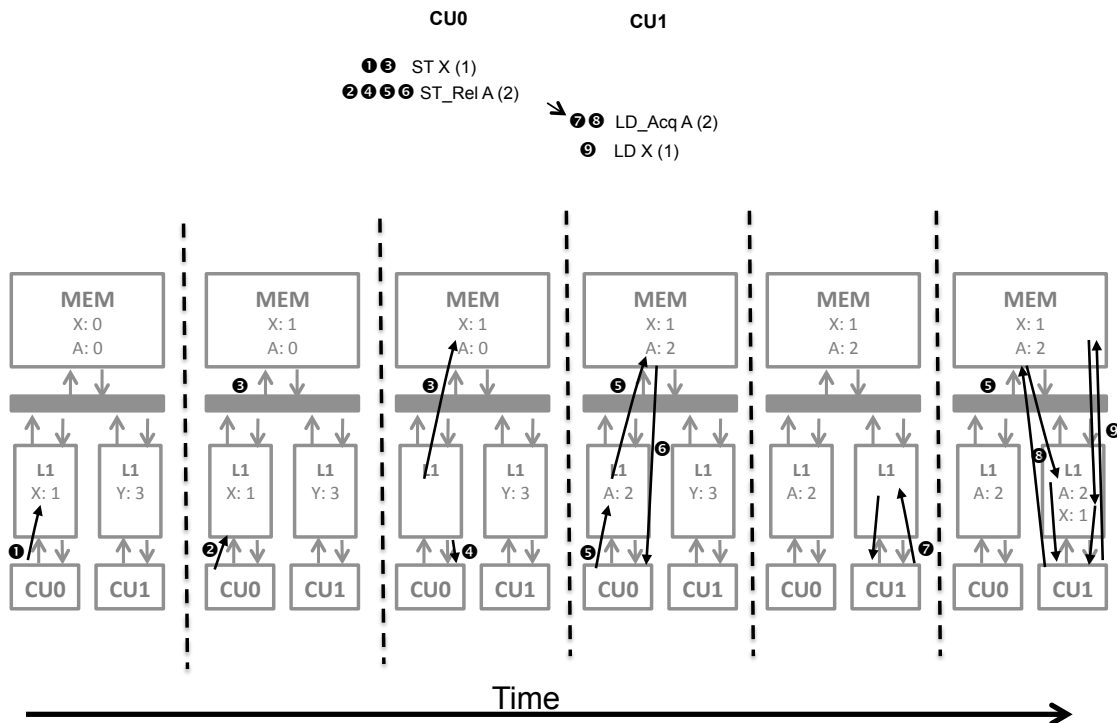 CU0 CU1
❶❸ ST X (1)
❷❹❺❻ ST_Rel A (2)
❼❽ LD_Acq A (2)
❾ LD X (1)
MEM MEM MEM MEM MEM MEM
X: 0 X: 1 X: 1 X: 1 X: 1 X: 1
A: 0 A: 0 A: 0 A: 2 A: 2 A: 2
❸ ❸ ❺ ❺
❾
❻ ❽
L1 L1 L1 L1 L1 L1 L1 L1 L1 L1 L1 L1
X: 1 Y: 3 X: 1 Y: 3 Y: 3 A: 2 Y: 3 A: 2 A: 2
X: 1
❶ ❷ ❹ ❺ ❼
CU0 CU1 CU0 CU1 CU0 CU1 CU0 CU1 CU0 CU1 CU0 CU1
Time